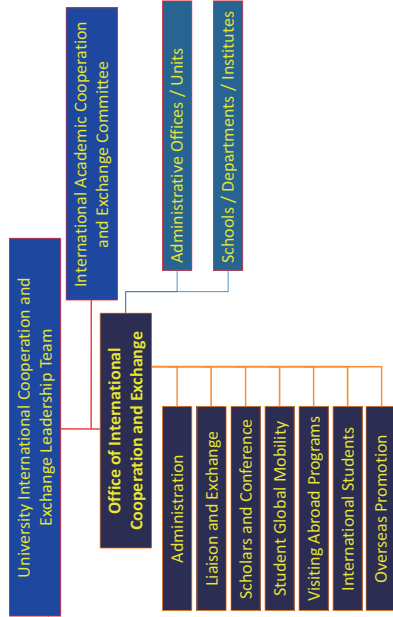 University International Cooperation and
Exchange Leadership Team
International Academic Cooperation
and Exchange Committee
Office of International
Cooperation and Exchange
Administrative Offices / Units
Schools / Departments / Institutes
Administration
Liaison and Exchange
Scholars and Conference
Student Global Mobility
Visiting Abroad Programs
International Students
Overseas Promotion